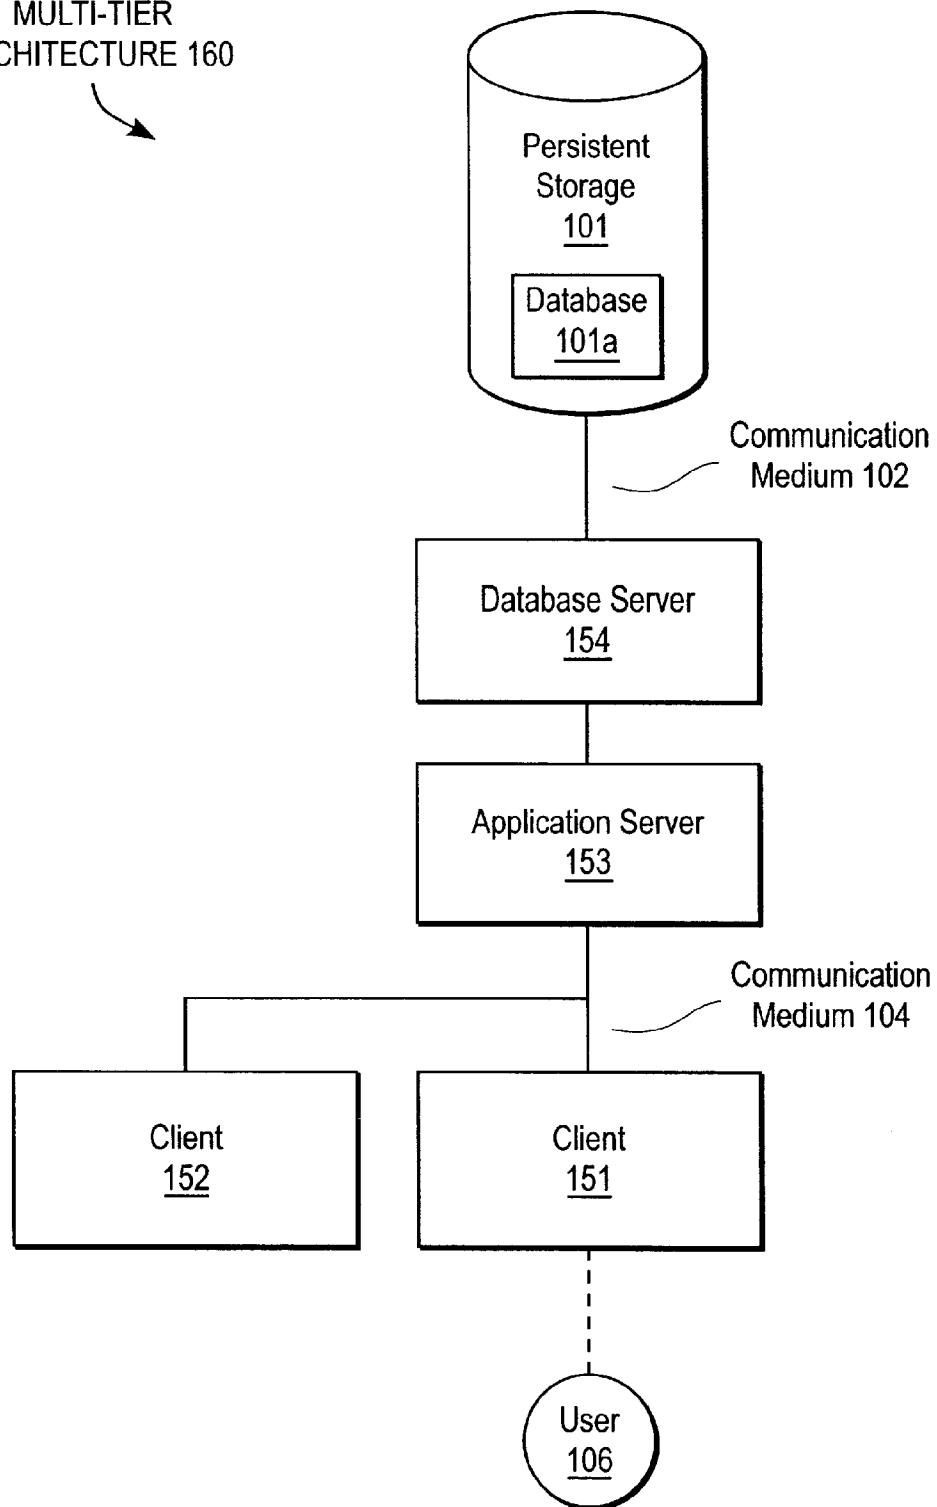 MULTI-TIER
CHITECTURE 160
Persistent
Storage
101
Database
101a
Communication
Medium 102
Database Server
154
Application Server
153
Communication
Medium 104
Client
152
Client
151
User
106